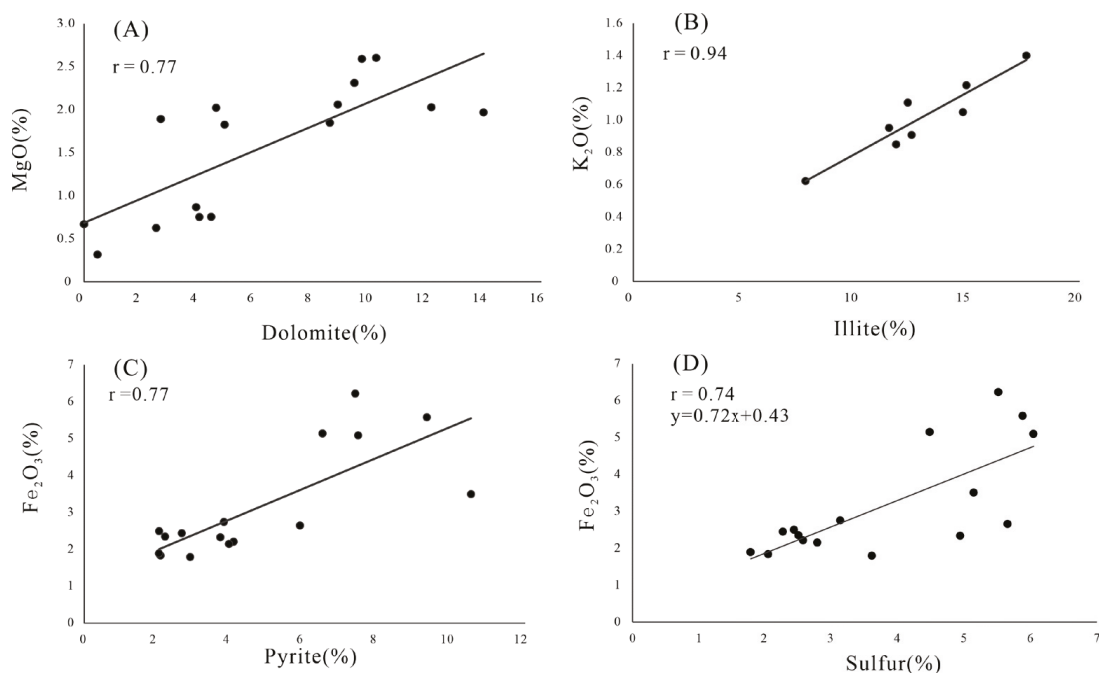 (A)
r = 0.77
MgO(%)
3.0
2.5
2.0
1.5
1.0
0.5
0
0 2 4 6 8 10 12 14 16
Dolomite(%)
(B)
r = 0.94
K₂O(%)
1.6
1.4
1.2
1.0
0.8
0.6
0.4
0.2
0
0 5 10 15 20
Illite(%)
(C)
r =0.77
Fe₂O₃(%)
7
6
5
4
3
2
1
0
0 2 4 6 8 10 12
Pyrite(%)
(D)
r = 0.74
y=0.72x+0.43
Fe₂O₃(%)
7
6
5
4
3
2
1
0
0 1 2 3 4 5 6 7
Sulfur(%)